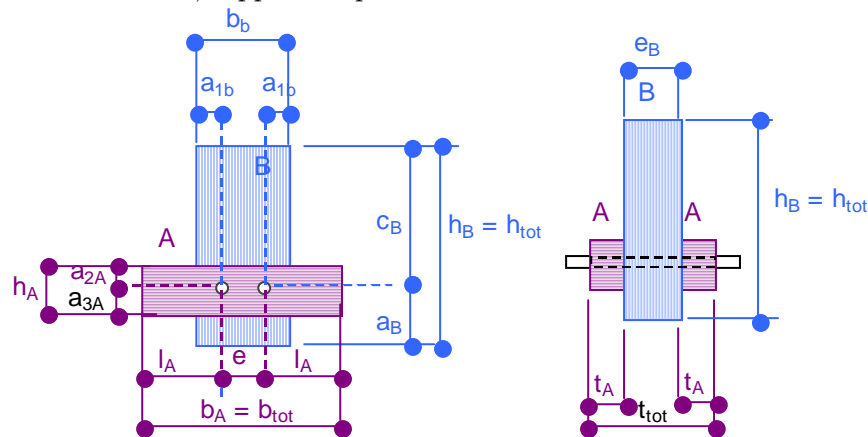 b_b
e_B
a_1b a_1b
B
B
A
A A
c_B
h_B = h_tot
h_B = h_tot
a_2A
h_A
a_3A
a_B
l_A e l_A
t_A t_A
b_A = b_tot
t_tot